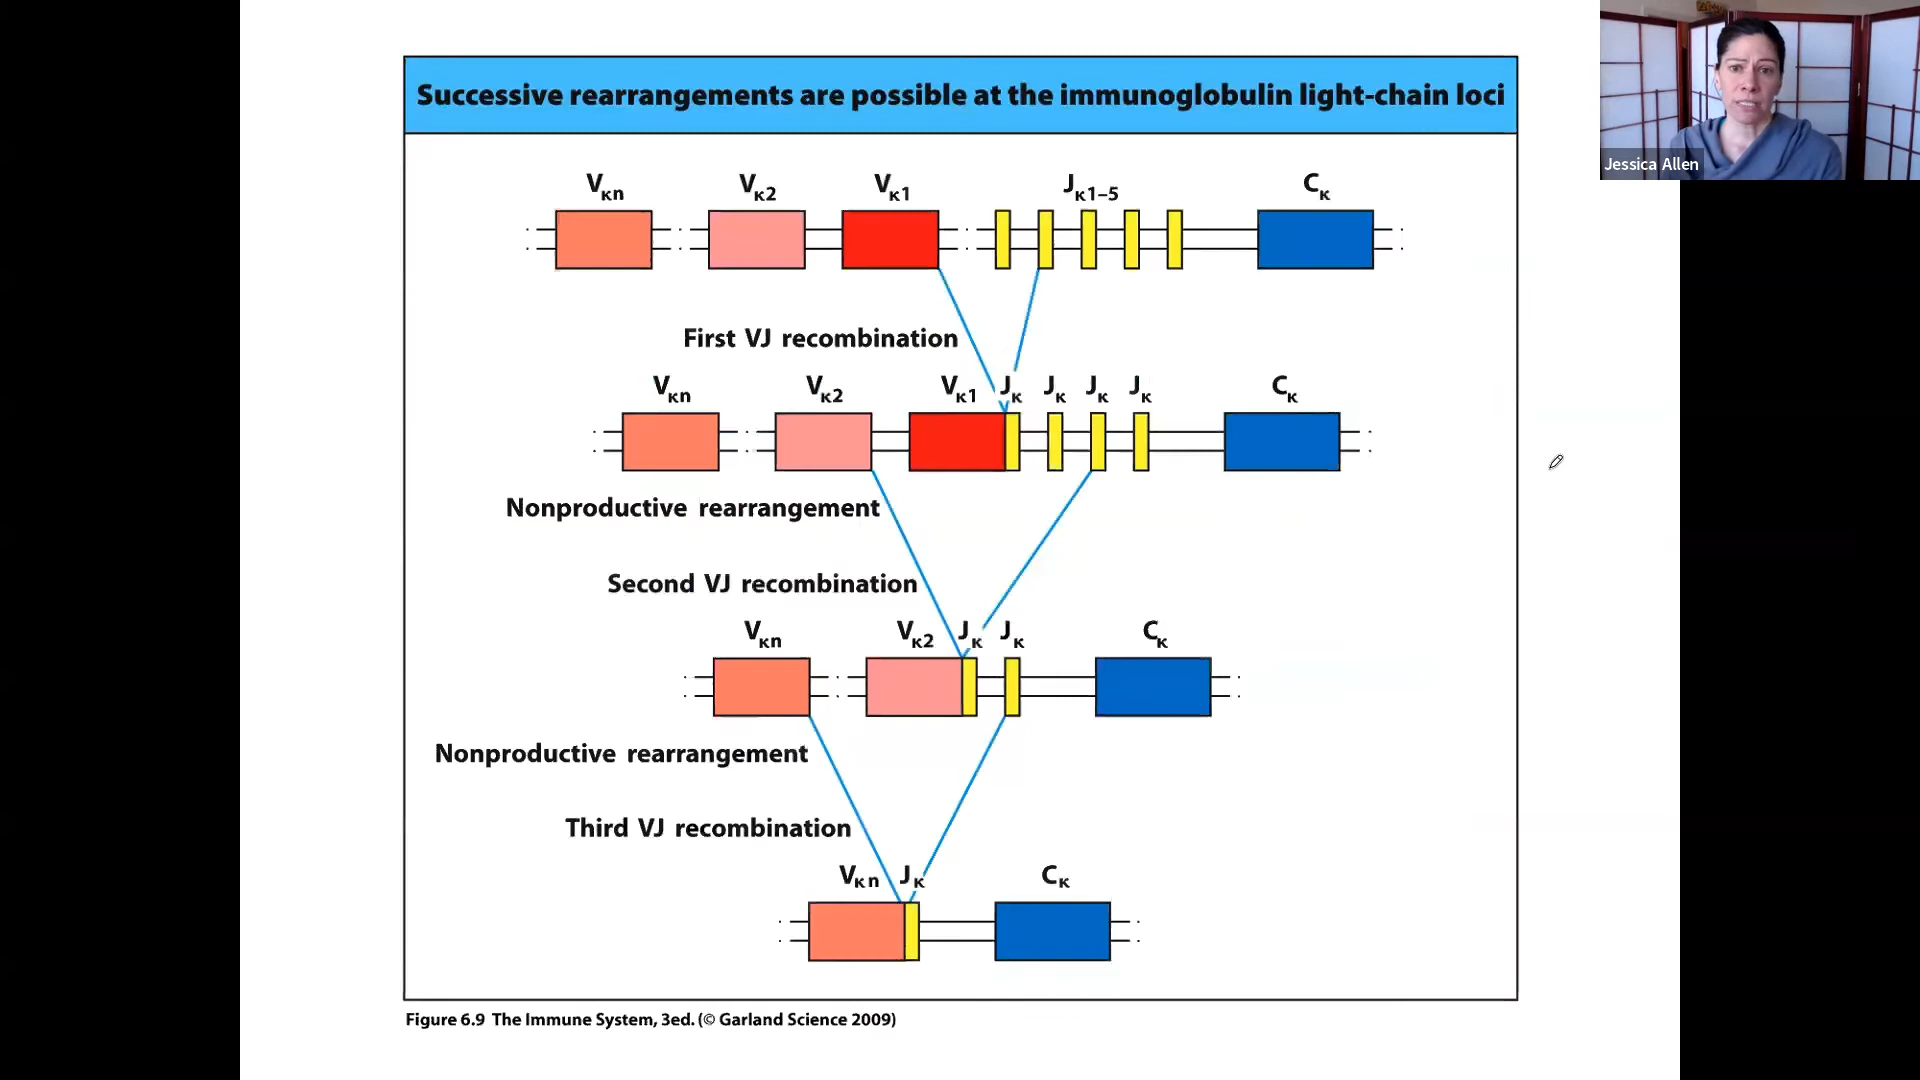 Successive rearrangements are possible at the immunoglobulin light-chain loci
Jessica Allen
Vκn Vκ2 Vκ1 Jκ1–5 Cκ
First VJ recombination
Vκn Vκ2 Vκ1 Jκ Jκ Jκ Jκ Cκ
Nonproductive rearrangement
Second VJ recombination
Vκn Vκ2 Jκ Jκ Cκ
Nonproductive rearrangement
Third VJ recombination
Vκn Jκ Cκ
Figure 6.9 The Immune System, 3ed. (© Garland Science 2009)